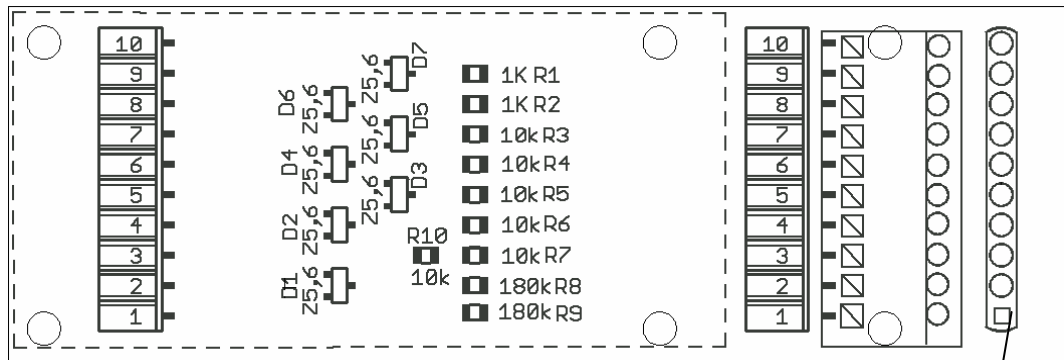 10
9
8
7
6
5
4
3
2
1
D7
Z5,6
D6
Z5,6
D5
Z5,6
D4
Z5,6
D3
Z5,6
D2
Z5,6
D1
Z5,6
R10
10k
1K R1
1K R2
10k R3
10k R4
10k R5
10k R6
10k R7
180k R8
180k R9
10
9
8
7
6
5
4
3
2
1